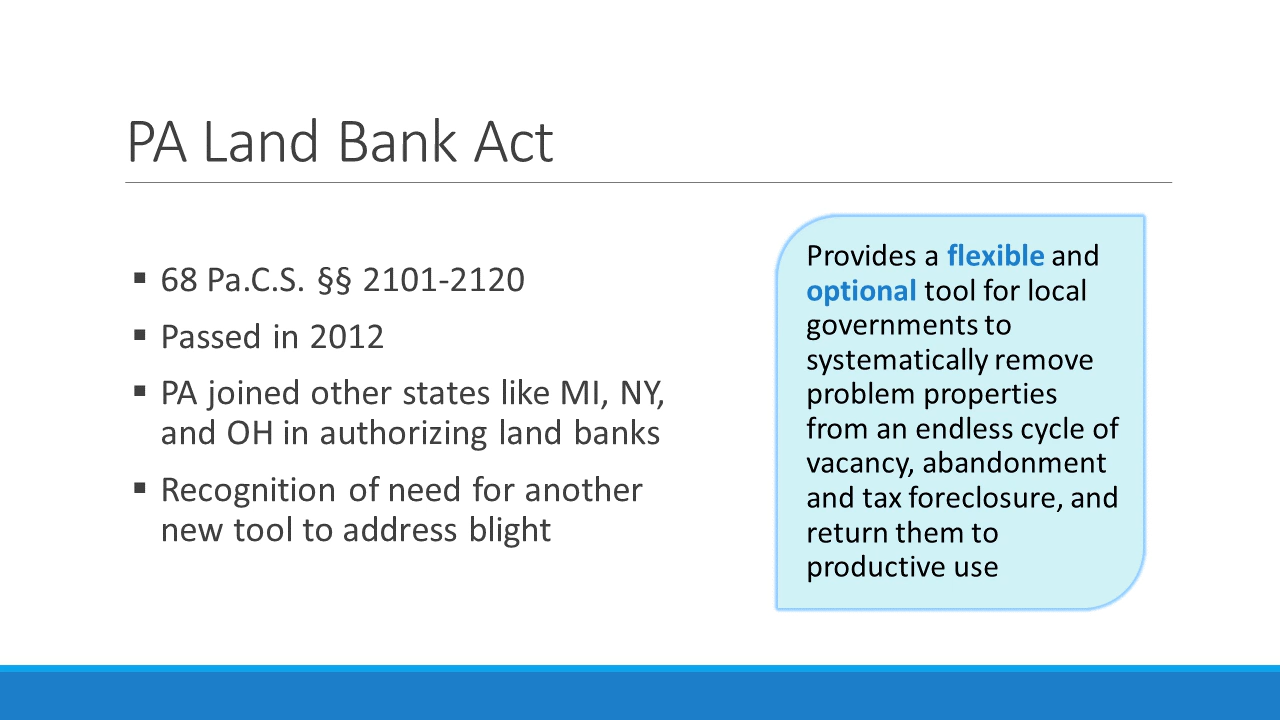 PA Land Bank Act
▪ 68 Pa.C.S. §§ 2101-2120
▪ Passed in 2012
▪ PA joined other states like MI, NY,
and OH in authorizing land banks
▪ Recognition of need for another
new tool to address blight
Provides a flexible and
optional tool for local
governments to
systematically remove
problem properties
from an endless cycle of
vacancy, abandonment
and tax foreclosure, and
return them to
productive use